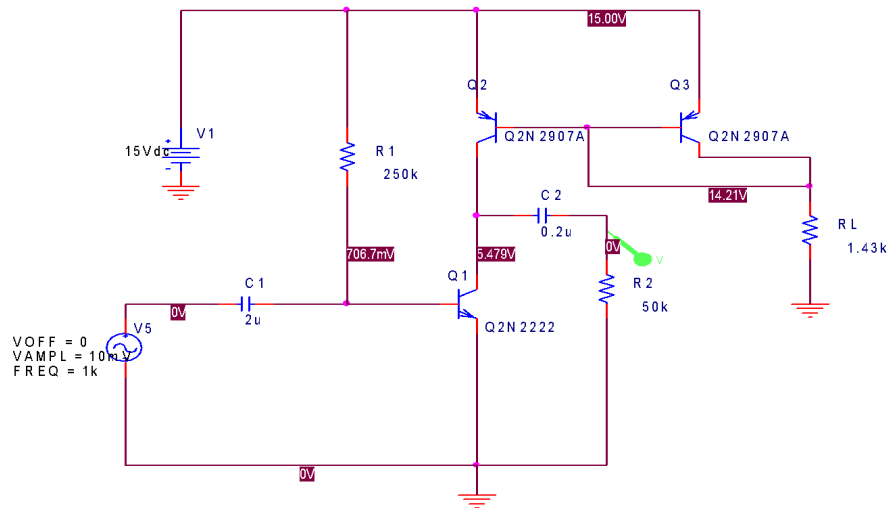 15.00V
Q2
Q3
V1
15Vdc
+
-
Q2N2907A
Q2N2907A
R1
250k
14.21V
C2
0.2u
RL
1.43k
706.7mV
5.479V
0V
V
Q1
C1
2u
R2
50k
0V
V5
Q2N2222
VOFF = 0
VAMPL = 10mV
FREQ = 1k
0V